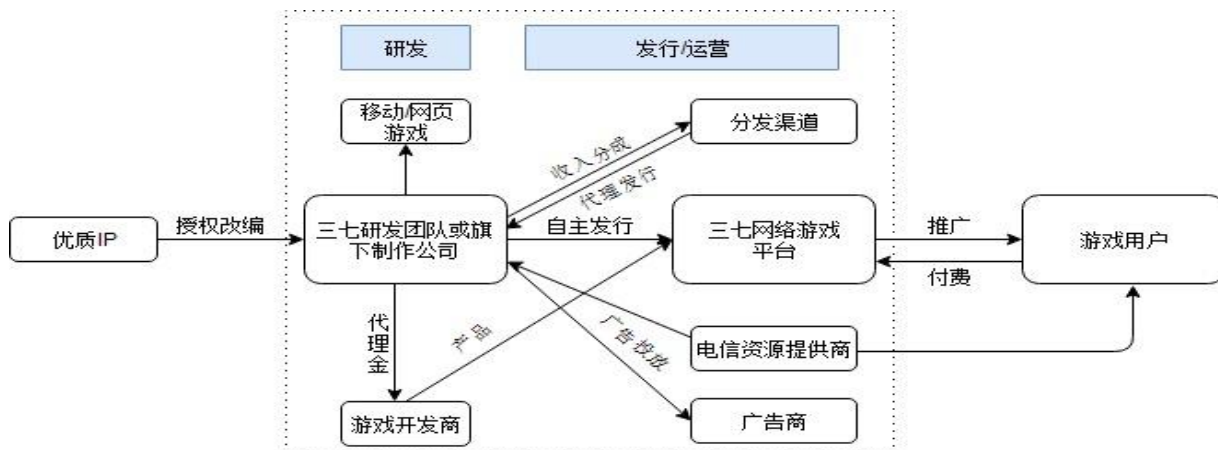 研发
发行/运营
移动/网页
游戏
分发渠道
收入分成
代理发行
优质IP
授权改编
三七研发团队或旗
下制作公司
自主发行
三七网络游戏
平台
推广
付费
游戏用户
代理金
产品
广告投放
电信资源提供商
游戏开发商
广告商